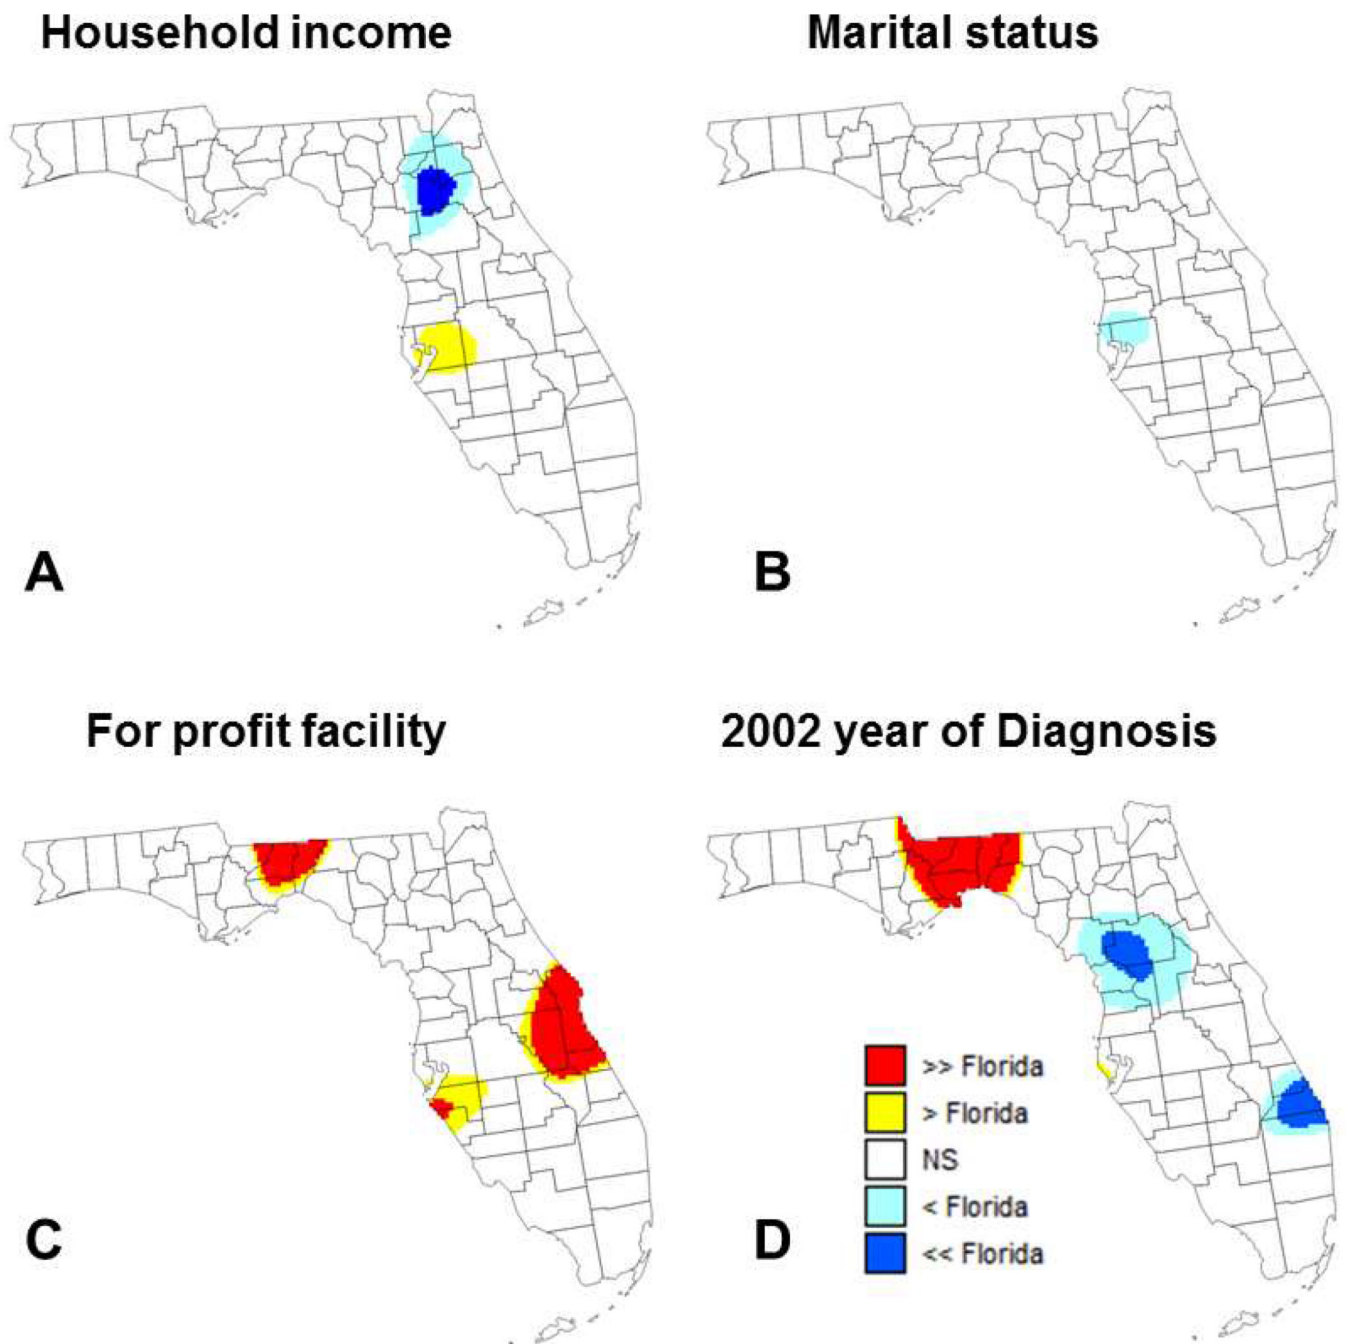 Household income
Marital status
A
B
For profit facility
2002 year of Diagnosis
>> Florida
> Florida
NS
< Florida
<< Florida
C
D